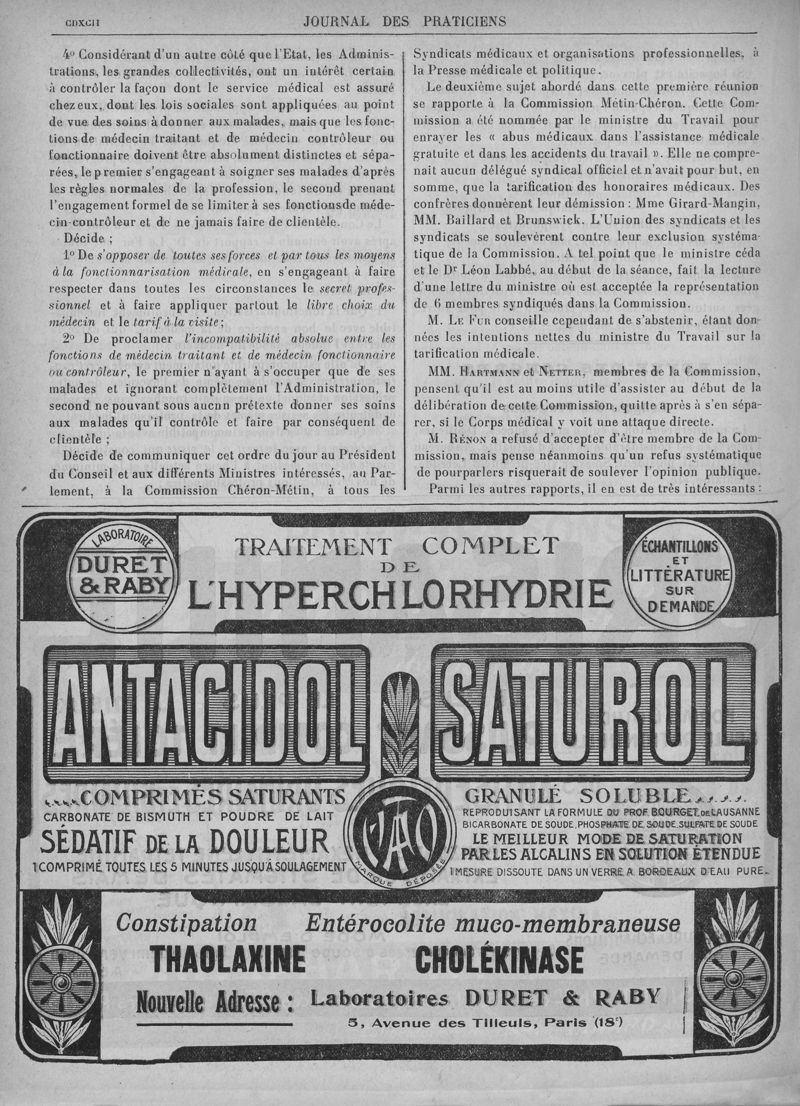 CDXCII
JOURNAL DES PRATICIENS
4º Considérant d'un autre côté que l'Etat, les Adminis-
trations, les grandes collectivités, ont un intérêt certain
à contrôler la façon dont le service médical est assuré
chez eux, dont les lois sociales sont appliquées au point
de vue des soins à donner aux malades, mais que les fonc-
tions de médecin traitant et de médecin contrôleur ou
fonctionnaire doivent être absolument distinctes et sépa-
rées, le premier s'engageant à soigner ses malades d'après
les règles normales de la profession, le second prenant
l'engagement formel de se limiter à ses fonctions de méde-
cin-contrôleur et de ne jamais faire de clientèle.
Décide ;
1º De s'opposer de toutes ses forces et par tous les moyens
à la fonctionnarisation médicale, en s'engageant à faire
respecter dans toutes les circonstances le secret profes-
sionnel et à faire appliquer partout le libre choix du
médecin et le tarif à la visite ;
2º De proclamer l'incompatibilité absolue entre les
fonctions de médecin traitant et de médecin fonctionnaire
ou contrôleur, le premier n'ayant à s'occuper que de ses
malades et ignorant complètement l'Administration, le
second ne pouvant sous aucun prétexte donner ses soins
aux malades qu'il contrôle et faire par conséquent de
clientèle ;
Décide de communiquer cet ordre du jour au Président
du Conseil et aux différents Ministres intéressés, au Par-
lement, à la Commission Chéron-Métin, à tous les
Syndicats médicaux et organisations professionnelles, à
la Presse médicale et politique.
Le deuxième sujet abordé dans cette première réunion
se rapporte à la Commission Métin-Chéron. Cette Com-
mission a été nommée par le ministre du Travail pour
enrayer les « abus médicaux dans l'assistance médicale
gratuite et dans les accidents du travail ». Elle ne compre-
nait aucun délégué syndical officiel et n'avait pour but, en
somme, que la tarification des honoraires médicaux. Des
confrères donnèrent leur démission : Mme Girard-Mangin,
MM. Baillard et Brunswick. L'Union des syndicats et les
syndicats se soulevèrent contre leur exclusion systéma-
tique de la Commission. A tel point que le ministre céda
et le Dr Léon Labbé, au début de la séance, fait la lecture
d'une lettre du ministre où est acceptée la représentation
de 6 membres syndiqués dans la Commission.
M. LE FUR conseille cependant de s'abstenir, étant don-
nées les intentions nettes du ministre du Travail sur la
tarification médicale.
MM. HARTMANN et NETTER, membres de la Commission,
pensent qu'il est au moins utile d'assister au début de la
délibération de cette Commission, quitte après à s'en sépa-
rer, si le Corps médical y voit une attaque directe.
M. RÉNON a refusé d'accepter d'être membre de la Com-
mission, mais pense néanmoins qu'un refus systématique
de pourparlers risquerait de soulever l'opinion publique.
Parmi les autres rapports, il en est de très intéressants :
LABORATOIRE
DURET
& RABY
TRAITEMENT COMPLET
DE
L'HYPERCHLORHYDRIE
ÉCHANTILLONS
ET
LITTÉRATURE
SUR
DEMANDE
ANTACIDOL
SATUROL
COMPRIMÉS SATURANTS
CARBONATE DE BISMUTH ET POUDRE DE LAIT
SÉDATIF DE LA DOULEUR
1 COMPRIMÉ TOUTES LES 5 MINUTES JUSQU'À SOULAGEMENT
MARQUE DÉPOSÉE
GRANULÉ SOLUBLE
REPRODUISANT LA FORMULE DU PROF. BOURGET DE LAUSANNE
BICARBONATE DE SOUDE, PHOSPHATE DE SOUDE, SULFATE DE SOUDE
LE MEILLEUR MODE DE SATURATION
PAR LES ALCALINS EN SOLUTION ÉTENDUE
1 MESURE DISSOUTE DANS UN VERRE A BORDEAUX D'EAU PURE
Constipation
Entérocolite muco-membraneuse
THAOLAXINE
CHOLÉKINASE
Nouvelle Adresse : Laboratoires DURET & RABY
5, Avenue des Tilleuls, Paris (18e)